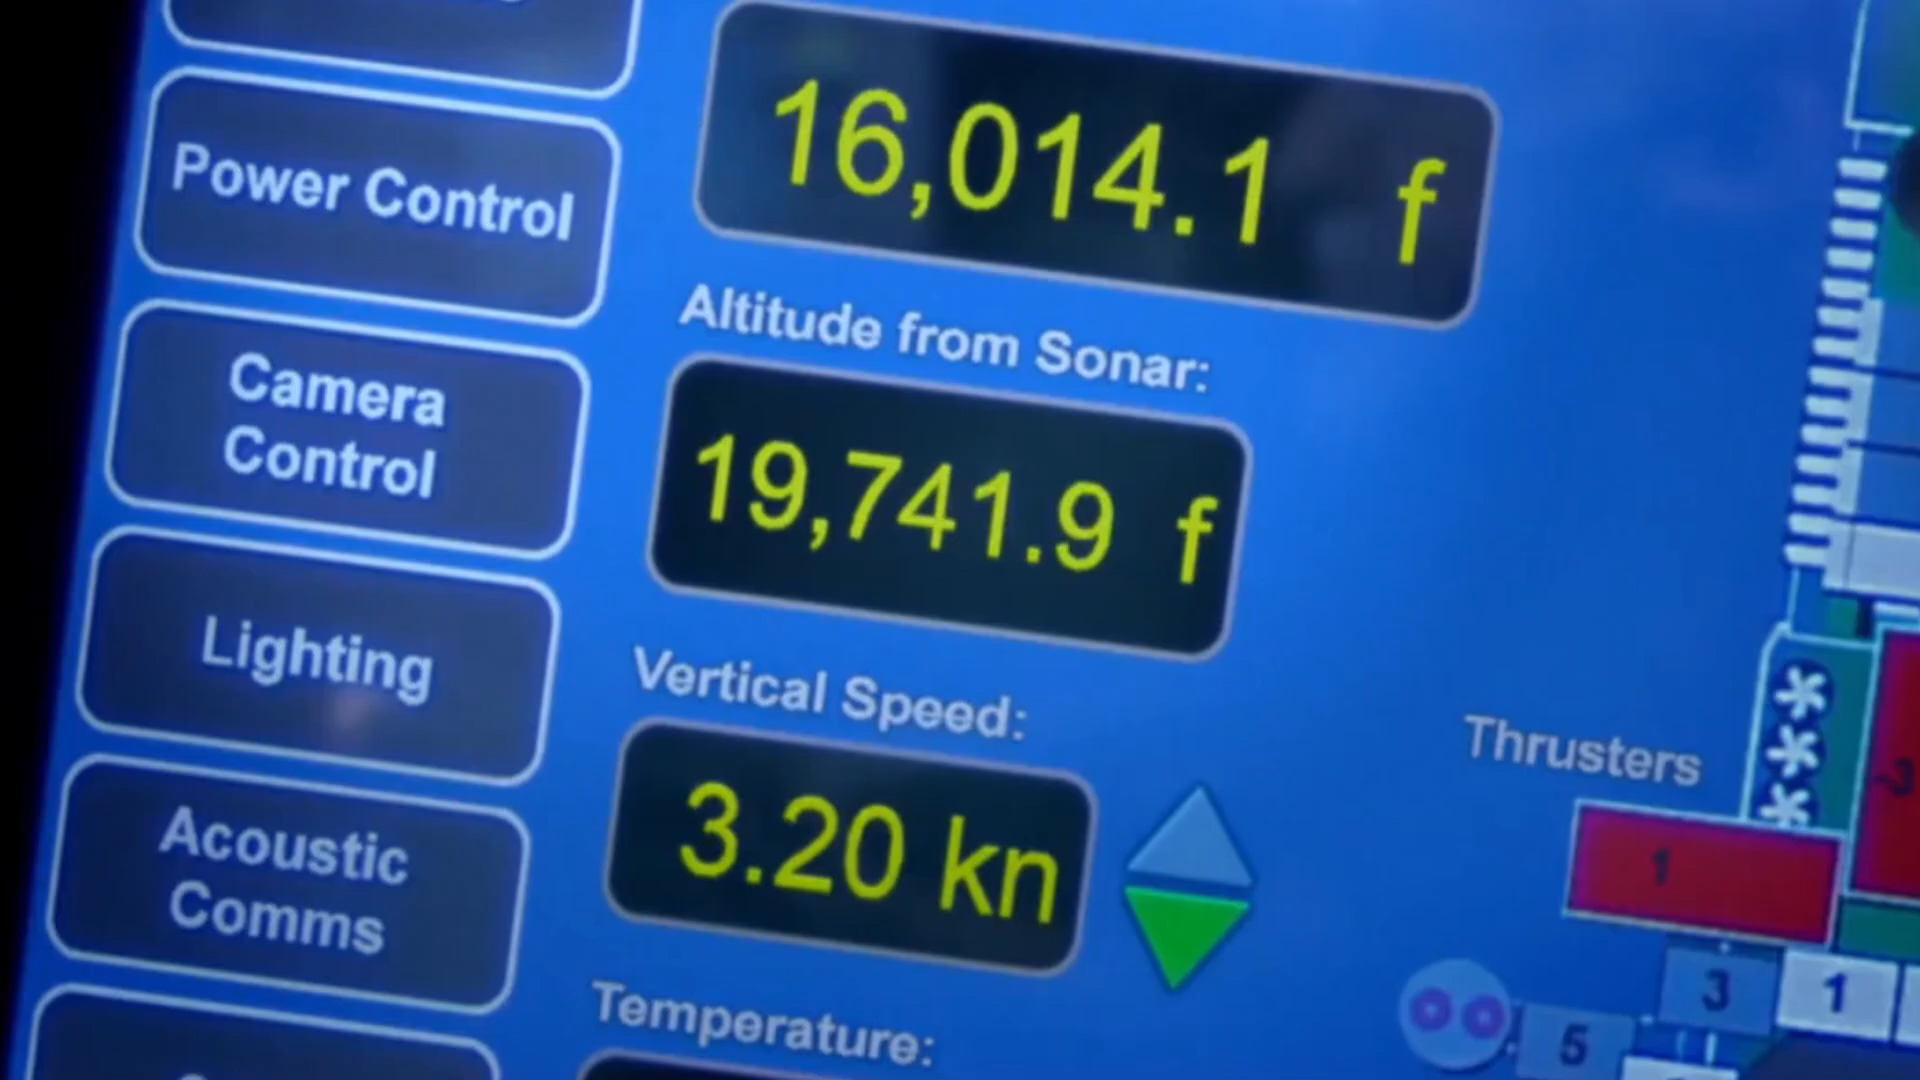 16,014.1 f
Power Control
Altitude from Sonar:
Camera
Control
19,741.9 f
Lighting
Vertical Speed:
3.20 kn
Thrusters
Acoustic
Comms
1
3
3
1
5
Temperature: